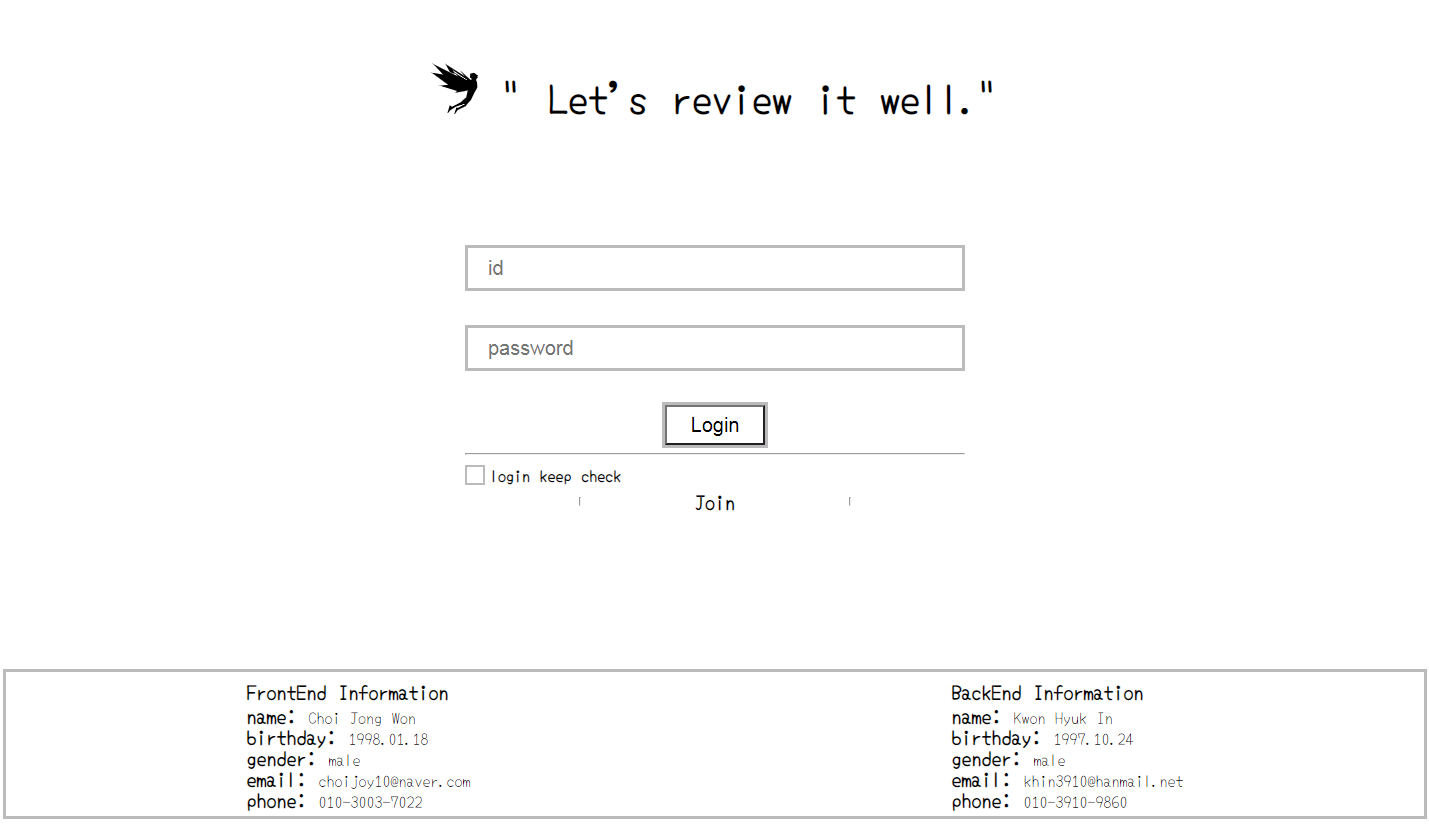 " Let's review it well."
id
password
Login
login keep check
Join
FrontEnd Information
name: Choi Jong Won
birthday: 1998.01.18
gender: male
email: choijoy10@naver.com
phone: 010-3003-7022
BackEnd Information
name: Kwon Hyuk In
birthday: 1997.10.24
gender: male
email: khin3910@hanmail.net
phone: 010-3910-9860